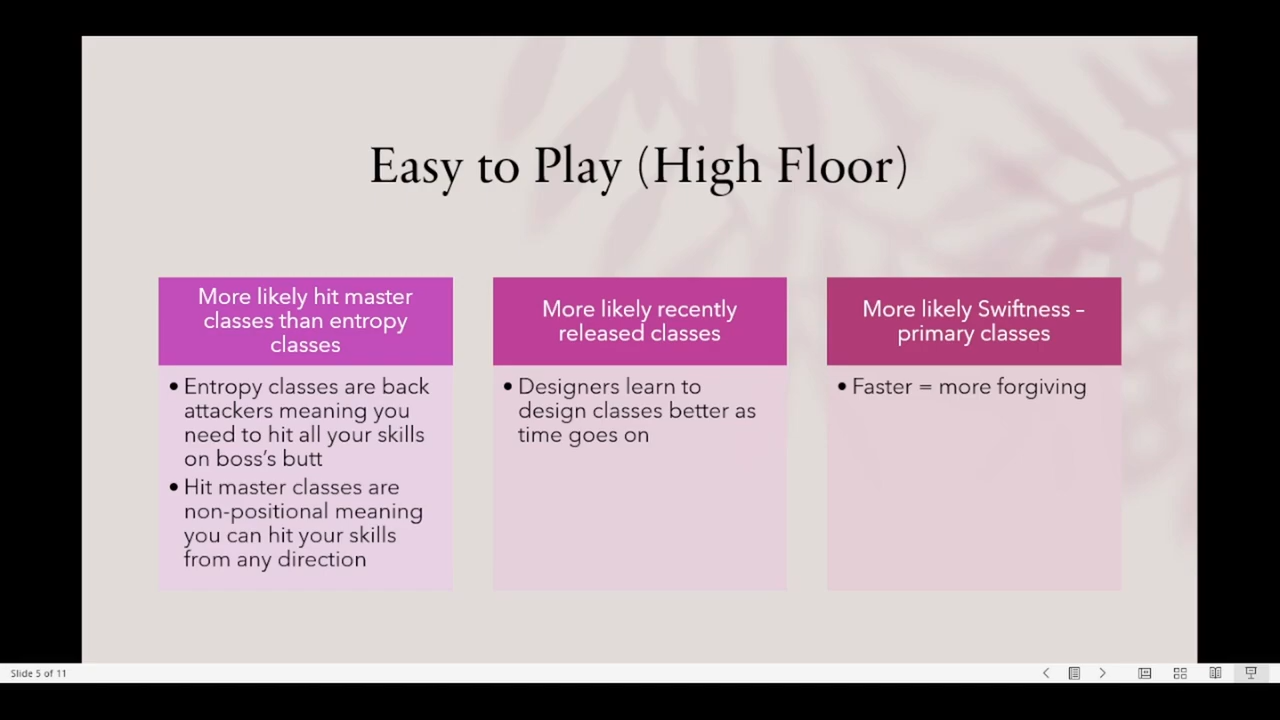 Easy to Play (High Floor)
More likely hit master
classes than entropy
classes
• Entropy classes are back
attackers meaning you
need to hit all your skills
on boss's butt
• Hit master classes are
non-positional meaning
you can hit your skills
from any direction
More likely recently
released classes
• Designers learn to
design classes better as
time goes on
More likely Swiftness –
primary classes
• Faster = more forgiving
Slide 5 of 11